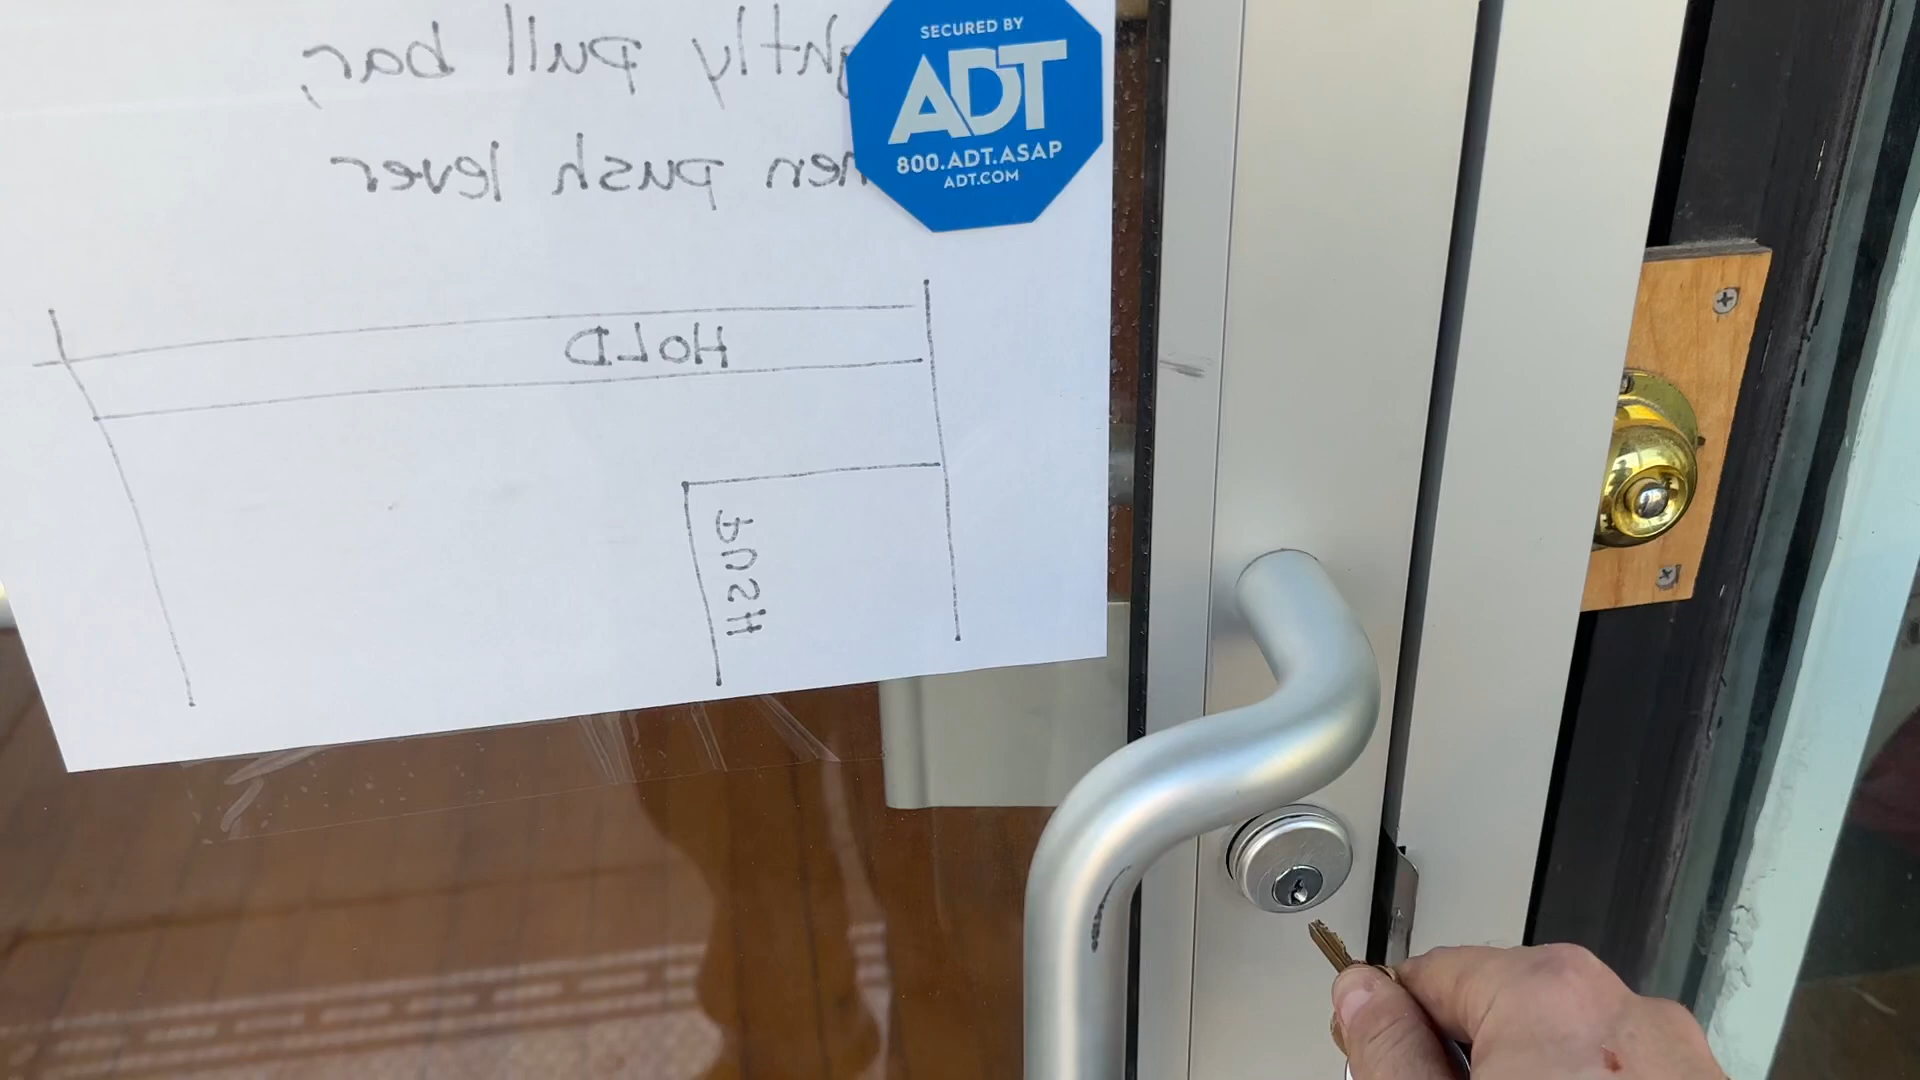 pull bar,
push lever
HOLD
PUSH
SECURED BY
ADT
800.ADT.ASAP
ADT.COM